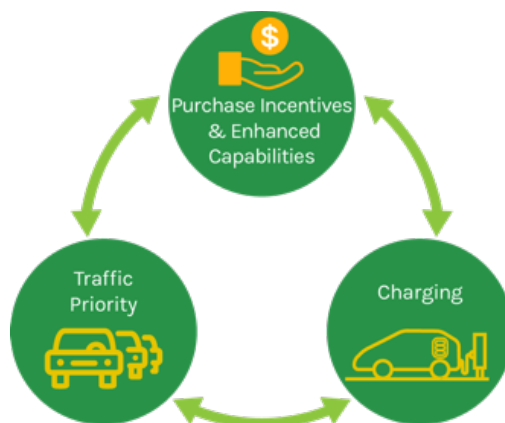 $
Purchase Incentives
& Enhanced
Capabilities
Traffic
Priority
Charging